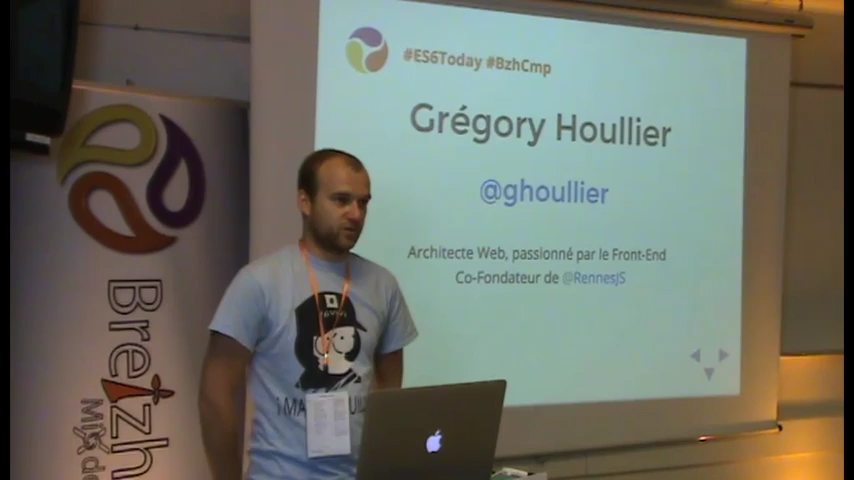 #ES6Today #BzhCmp
Grégory Houllier
@ghoullier
Architecte Web, passionné par le Front-End
Co-Fondateur de @RennesJS
Breizh